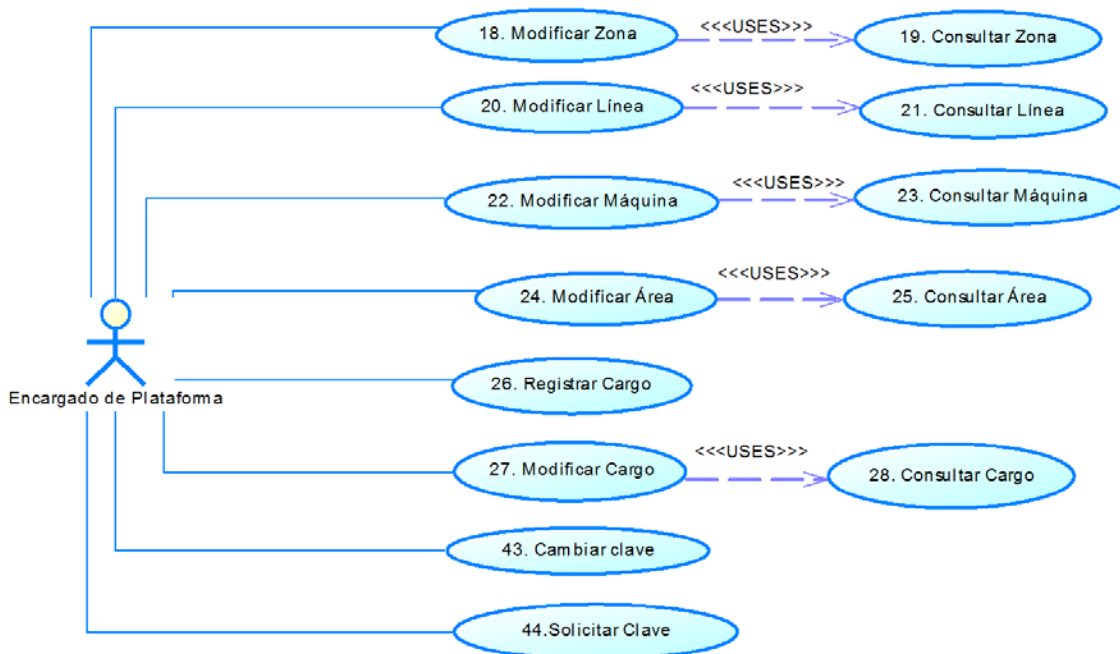 18. Modificar Zona
<<<USES>>>
19. Consultar Zona
20. Modificar Línea
<<<USES>>>
21. Consultar Línea
22. Modificar Máquina
<<<USES>>>
23. Consultar Máquina
24. Modificar Área
<<<USES>>>
25. Consultar Área
Encargado de Plataforma
26. Registrar Cargo
27. Modificar Cargo
<<<USES>>>
28. Consultar Cargo
43. Cambiar clave
44.Solicitar Clave